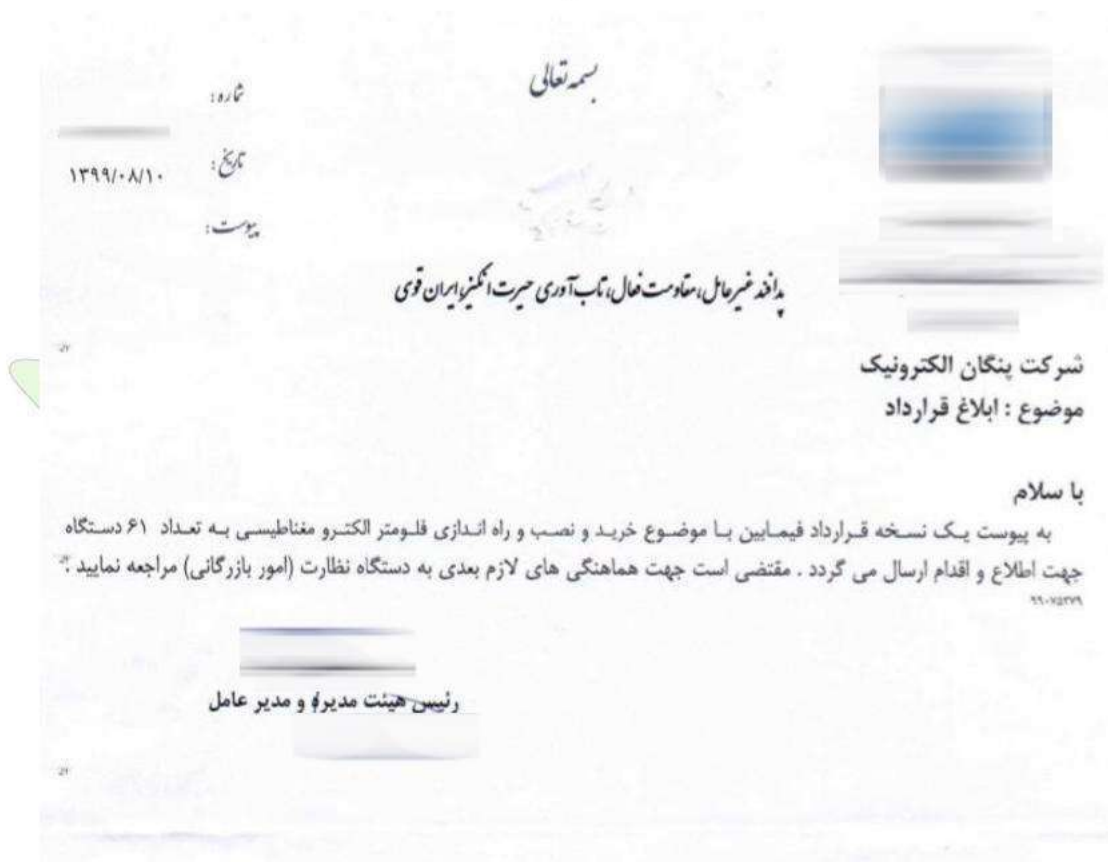 بسمه تعالی
شماره :
تاریخ :
۱۳۹۹/۰۸/۱۰
پیوست :
پدافند غیرعامل، مقاومت فعال، تاب‌آوری حیرت انگیز، ایران قوی
شرکت پنگان الکترونیک
موضوع : ابلاغ قرارداد
با سلام
به پیوست یک نسخه قرارداد فیمابین با موضوع خرید و نصب و راه اندازی فلومتر الکترو مغناطیسی به تعداد ۶۱ دستگاه
جهت اطلاع و اقدام ارسال می گردد . مقتضی است جهت هماهنگی های لازم بعدی به دستگاه نظارت (امور بازرگانی) مراجعه نمایید .
۹۹۰۷۵۳۷۹
رئیس هیئت مدیره و مدیر عامل